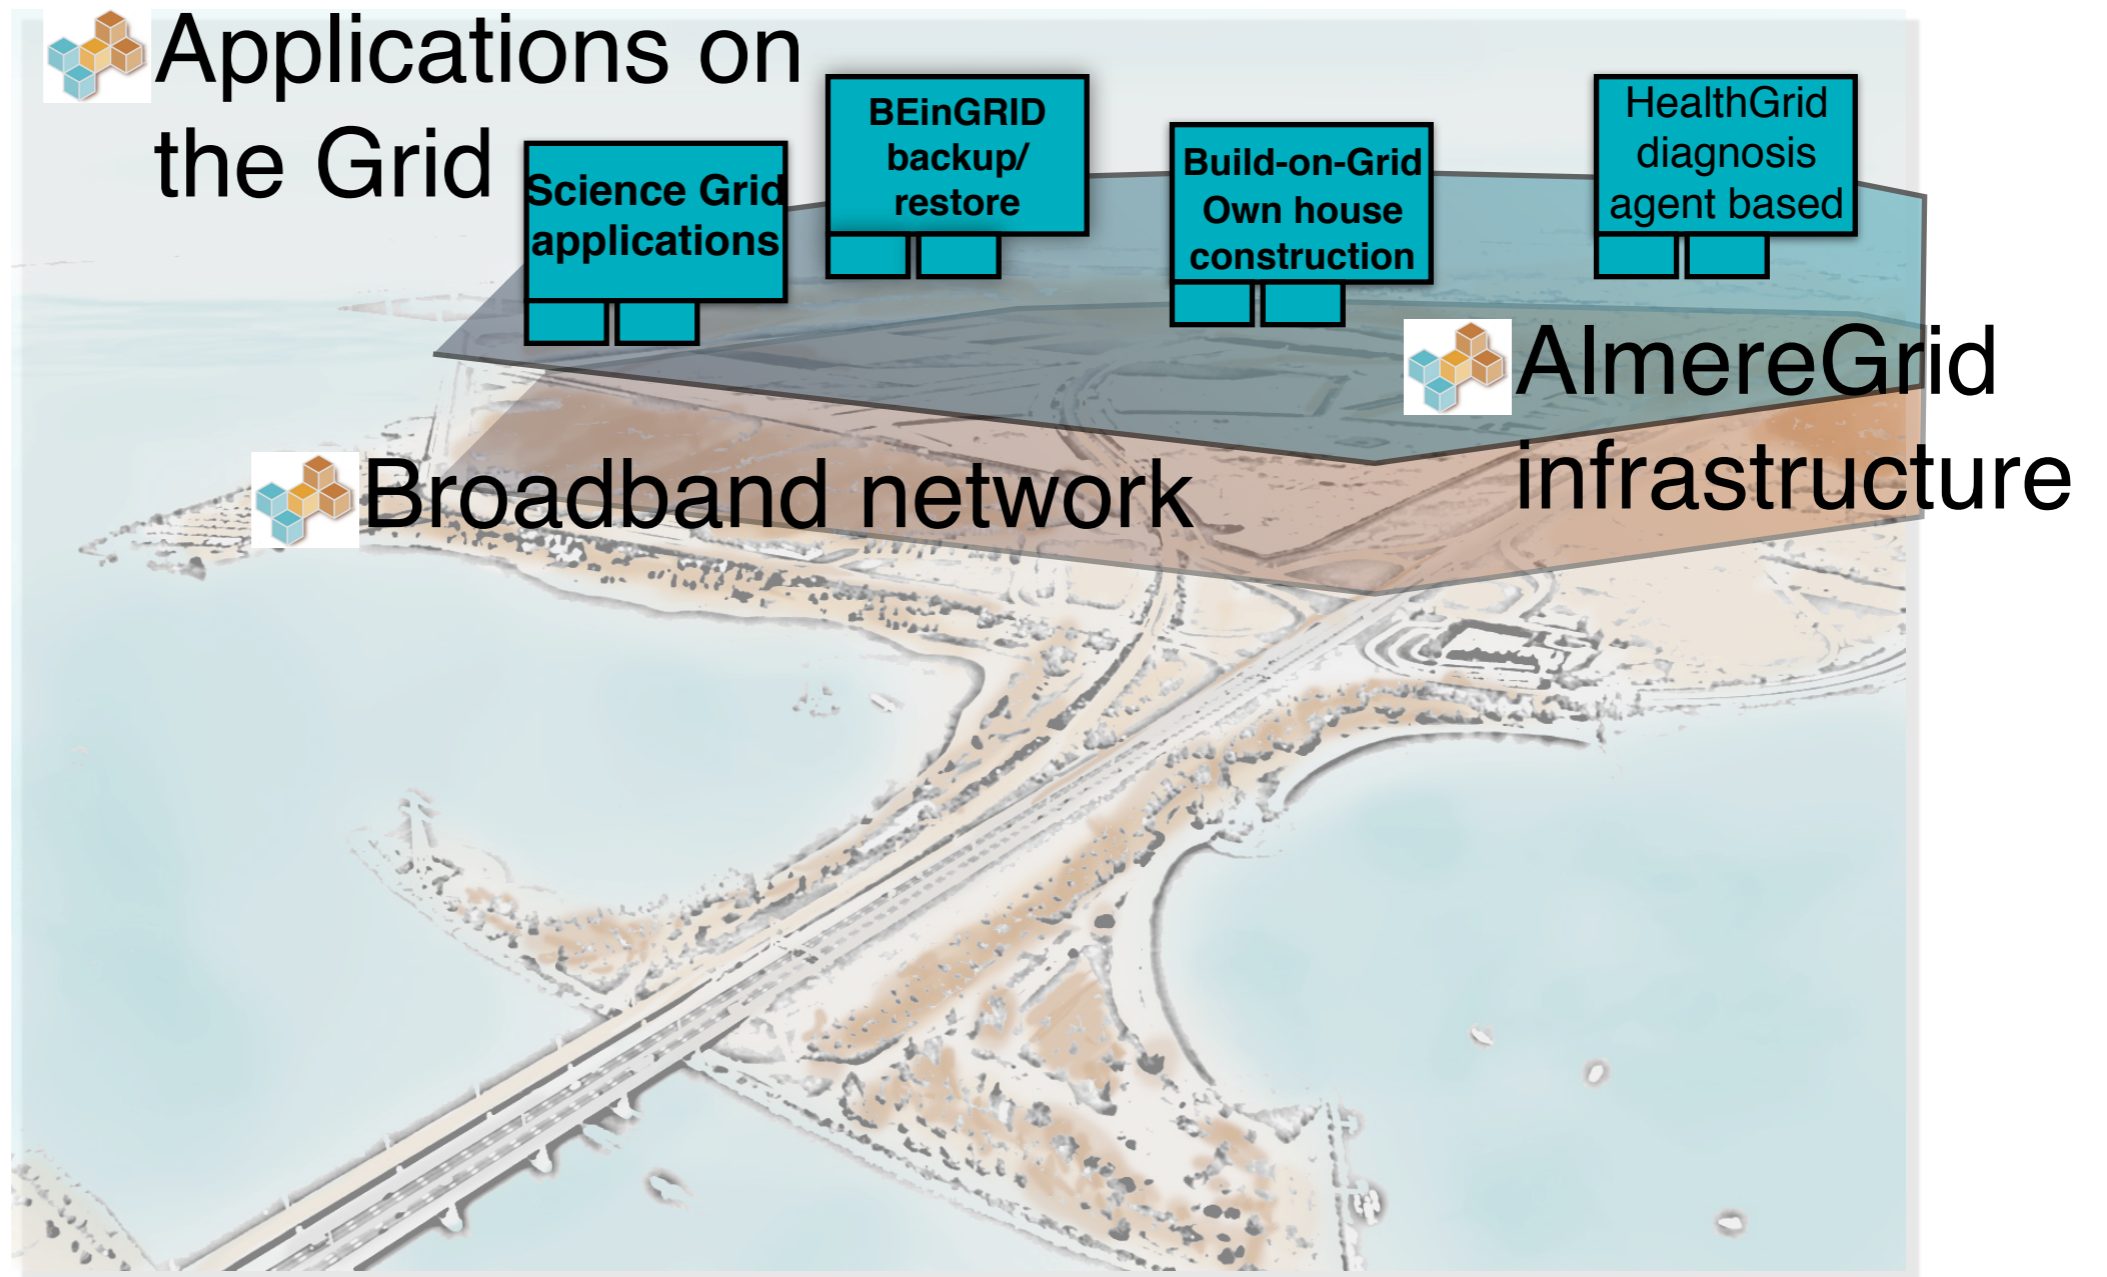 Applications on
the Grid
Science Grid
applications
BEinGRID
backup/
restore
Build-on-Grid
Own house
construction
HealthGrid
diagnosis
agent based
AlmereGrid
infrastructure
Broadband network